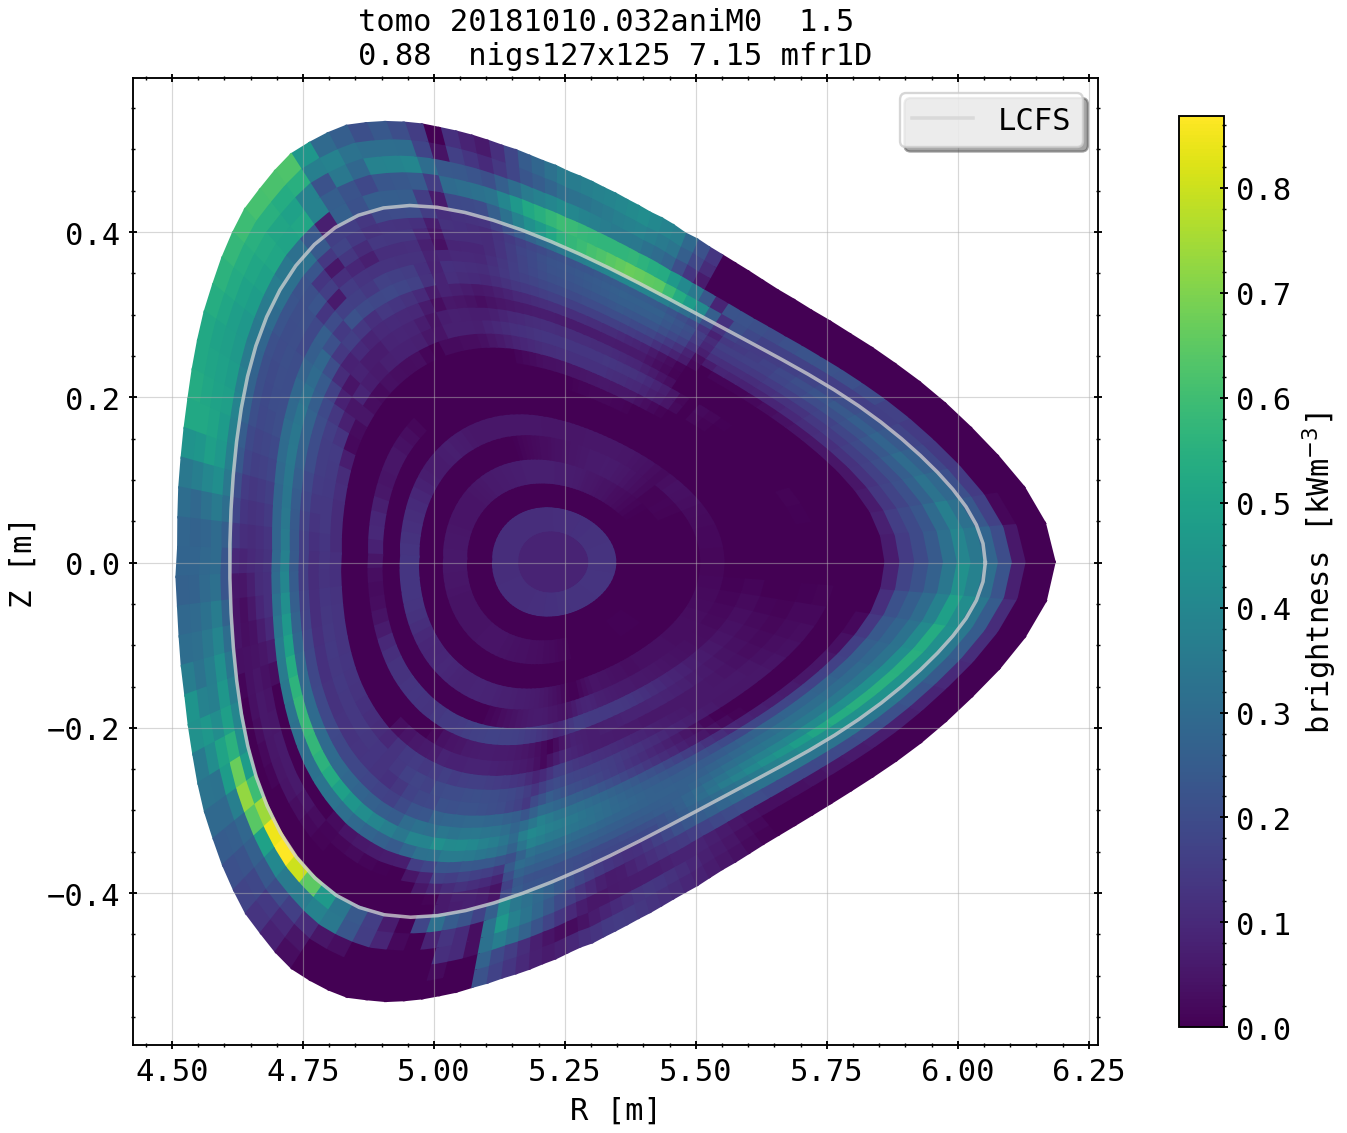 tomo 20181010.032aniM0  1.5
0.88  nigs127x125 7.15 mfr1D
LCFS
0.8
0.7
0.6
0.5
0.4
0.3
0.2
0.1
0.0
brightness [kWm⁻³]
0.4
0.2
0.0
−0.2
−0.4
Z [m]
4.50 4.75 5.00 5.25 5.50 5.75 6.00 6.25
R [m]